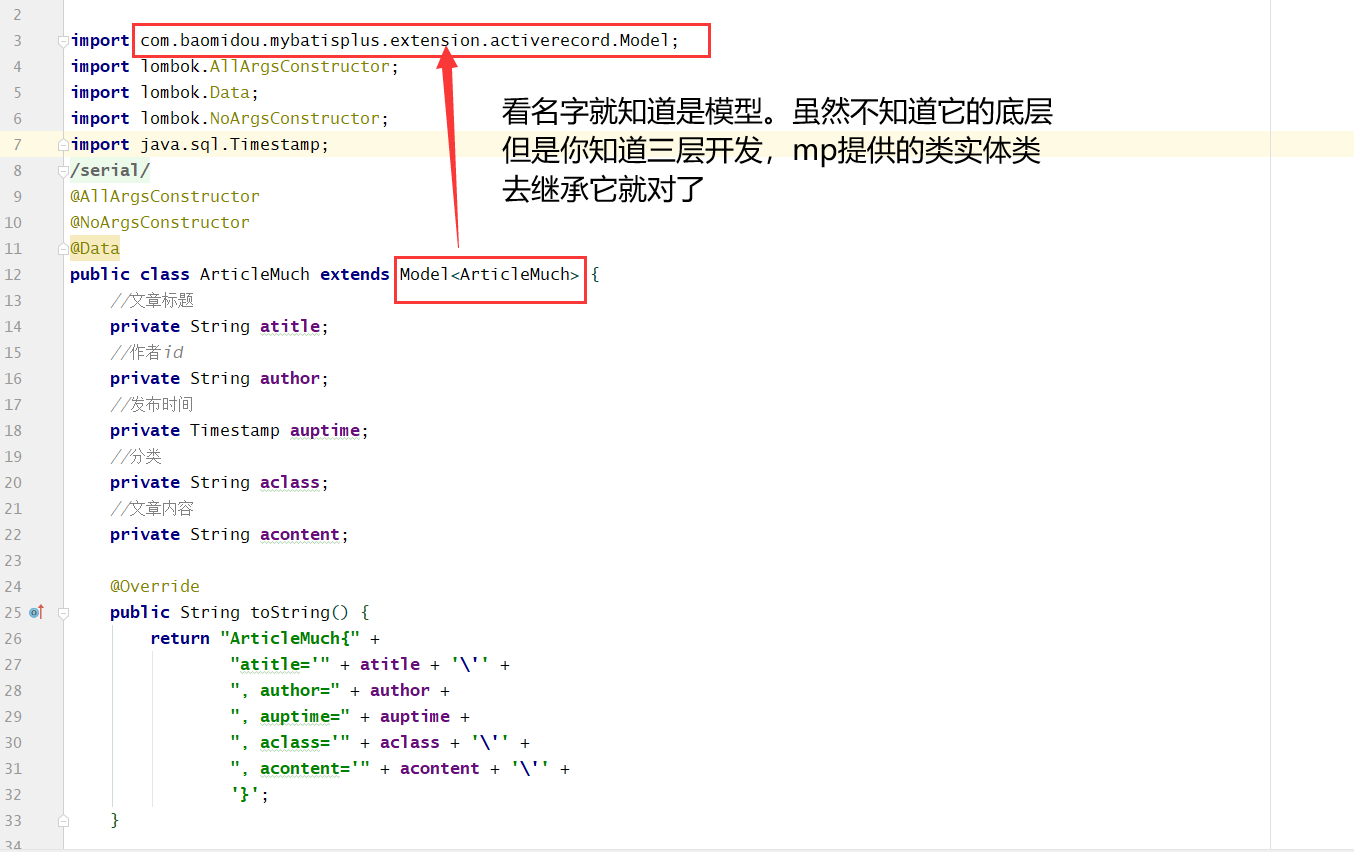 2
3 import com.baomidou.mybatisplus.extension.activerecord.Model;
4 import lombok.AllArgsConstructor;
5 import lombok.Data;
6 import lombok.NoArgsConstructor;
7 import java.sql.Timestamp;
8 /serial/
9 @AllArgsConstructor
10 @NoArgsConstructor
11 @Data
12 public class ArticleMuch extends Model<ArticleMuch> {
13 //文章标题
14 private String atitle;
15 //作者id
16 private String author;
17 //发布时间
18 private Timestamp auptime;
19 //分类
20 private String aclass;
21 //文章内容
22 private String acontent;
23
24 @Override
25 public String toString() {
26 return "ArticleMuch{" +
27 "atitle='" + atitle + '\'' +
28 ", author=" + author +
29 ", auptime=" + auptime +
30 ", aclass='" + aclass + '\'' +
31 ", acontent='" + acontent + '\'' +
32 '}';
33 }
34
看名字就知道是模型。虽然不知道它的底层
但是你知道三层开发，mp提供的类实体类
去继承它就对了